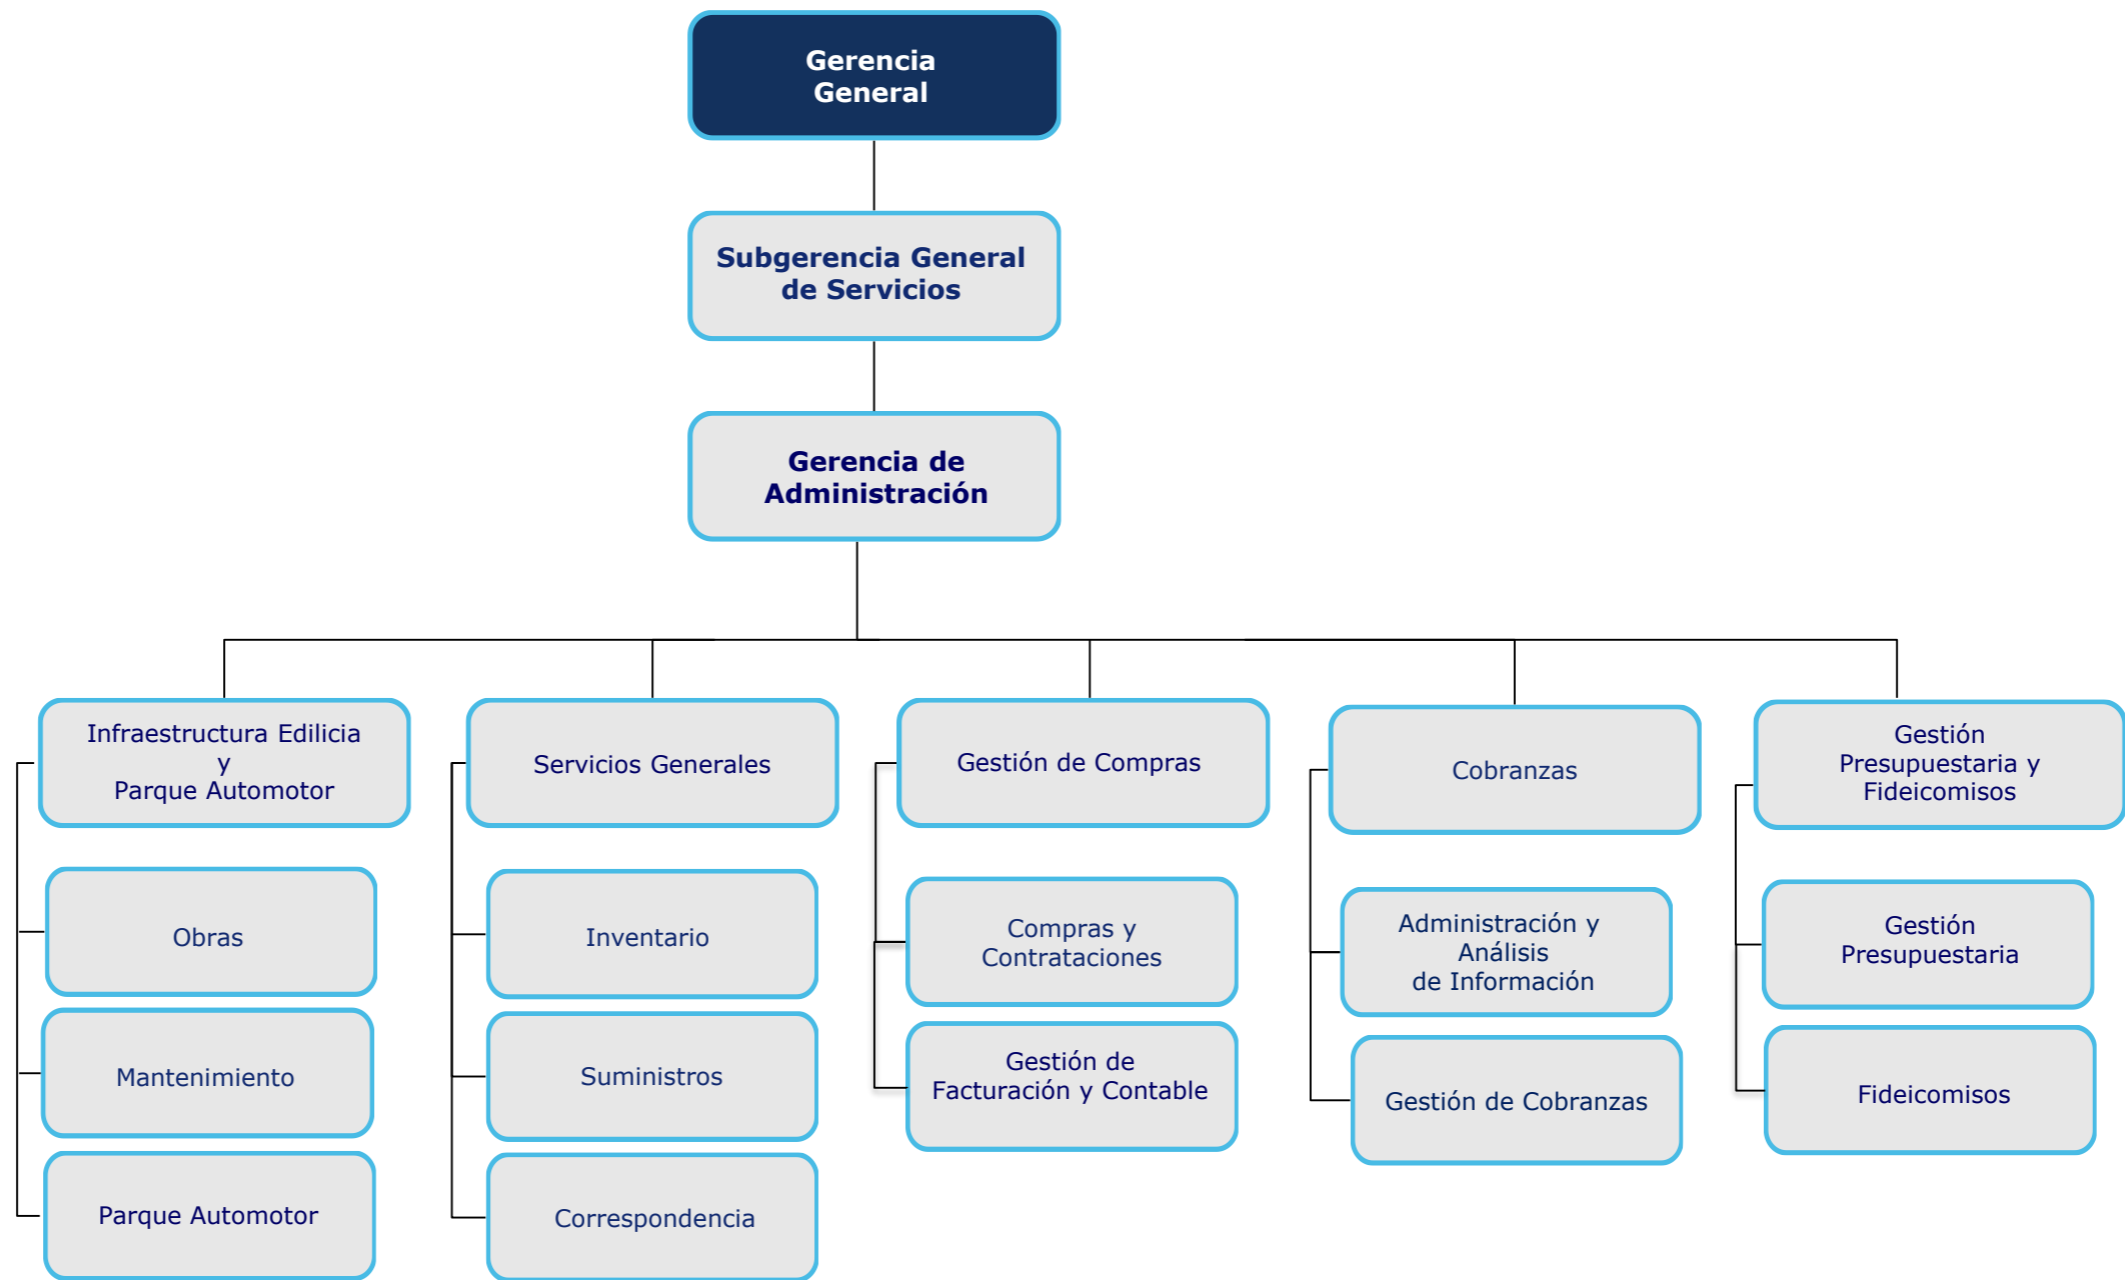 Gerencia
General
Subgerencia General
de Servicios
Gerencia de
Administración
Infraestructura Edilicia
y
Parque Automotor
Obras
Mantenimiento
Parque Automotor
Servicios Generales
Inventario
Suministros
Correspondencia
Gestión de Compras
Compras y
Contrataciones
Gestión de
Facturación y Contable
Cobranzas
Administración y
Análisis
de Información
Gestión de Cobranzas
Gestión
Presupuestaria y
Fideicomisos
Gestión
Presupuestaria
Fideicomisos